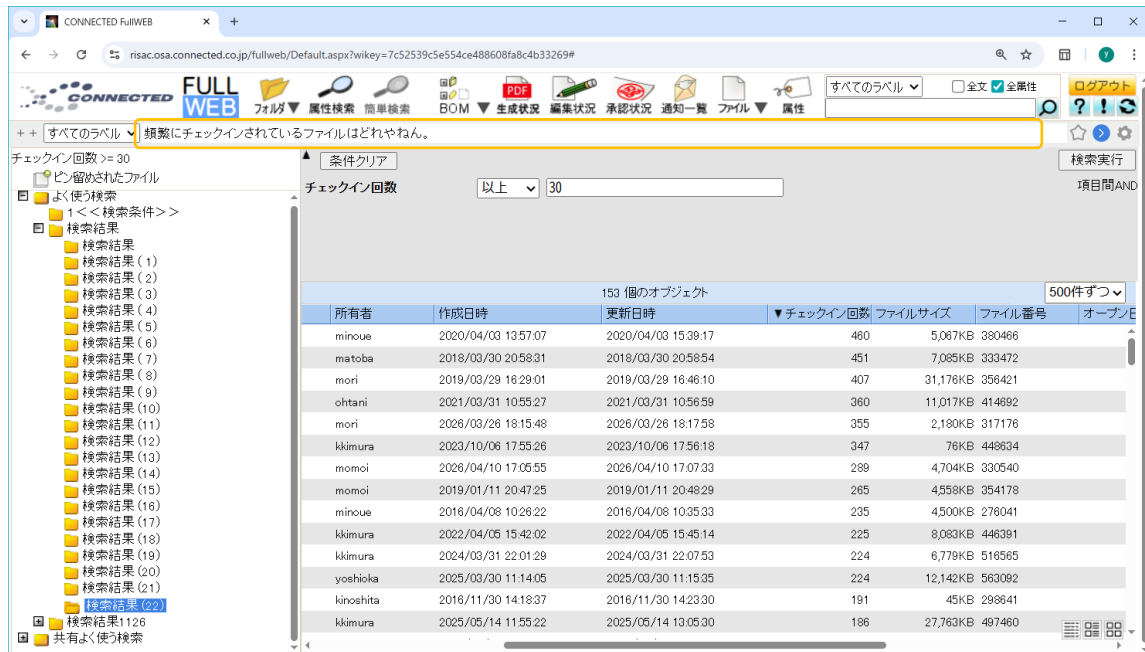 CONNECTED FullWEB
risac.osa.connected.co.jp/fullweb/Default.aspx?wikey=7c52539c5e554ce488608fa8c4b33269#
CONNECTED FULL WEB フォルダ▼ 属性検索 簡単検索 BOM ▼ PDF 生成状況 編集状況 承認状況 通知一覧 ファイル ▼ 属性 すべてのラベル 全文 全属性 ログアウト
++ すべてのラベル 頻繁にチェックインされているファイルはどれやねん。
チェックイン回数 >= 30
ピン留めされたファイル
よく使う検索
1<<検索条件>>
検索結果
検索結果
検索結果(1)
検索結果(2)
検索結果(3)
検索結果(4)
検索結果(5)
検索結果(6)
検索結果(7)
検索結果(8)
検索結果(9)
検索結果(10)
検索結果(11)
検索結果(12)
検索結果(13)
検索結果(14)
検索結果(15)
検索結果(16)
検索結果(17)
検索結果(18)
検索結果(19)
検索結果(20)
検索結果(21)
検索結果(22)
検索結果1126
共有よく使う検索
▲ 条件クリア 検索実行
チェックイン回数 以上 30 項目間AND
153 個のオブジェクト 500件ずつ
所有者 作成日時 更新日時 ▼チェックイン回数 ファイルサイズ ファイル番号 オープン
minoue 2020/04/03 13:57:07 2020/04/03 15:39:17 460 5,067KB 380466
matoba 2018/03/30 20:58:31 2018/03/30 20:58:54 451 7,085KB 333472
mori 2019/03/29 16:29:01 2019/03/29 16:46:10 407 31,176KB 356421
ohtani 2021/03/31 10:55:27 2021/03/31 10:56:59 360 11,017KB 414692
mori 2026/03/26 18:15:48 2026/03/26 18:17:58 355 2,180KB 317176
kkimura 2023/10/06 17:55:26 2023/10/06 17:56:18 347 76KB 448634
momoi 2026/04/10 17:05:55 2026/04/10 17:07:33 289 4,704KB 330540
momoi 2019/01/11 20:47:25 2019/01/11 20:48:29 265 4,558KB 354178
minoue 2016/04/08 10:26:22 2016/04/08 10:35:33 235 4,500KB 276041
kkimura 2022/04/05 15:42:02 2022/04/05 15:45:14 225 8,083KB 446391
kkimura 2024/03/31 22:01:29 2024/03/31 22:07:53 224 6,779KB 516565
yoshioka 2025/03/30 11:14:05 2025/03/30 11:15:35 224 12,142KB 563092
kinoshita 2016/11/30 14:18:37 2016/11/30 14:23:30 191 45KB 298641
kkimura 2025/05/14 11:55:22 2025/05/14 13:05:30 186 27,763KB 497460